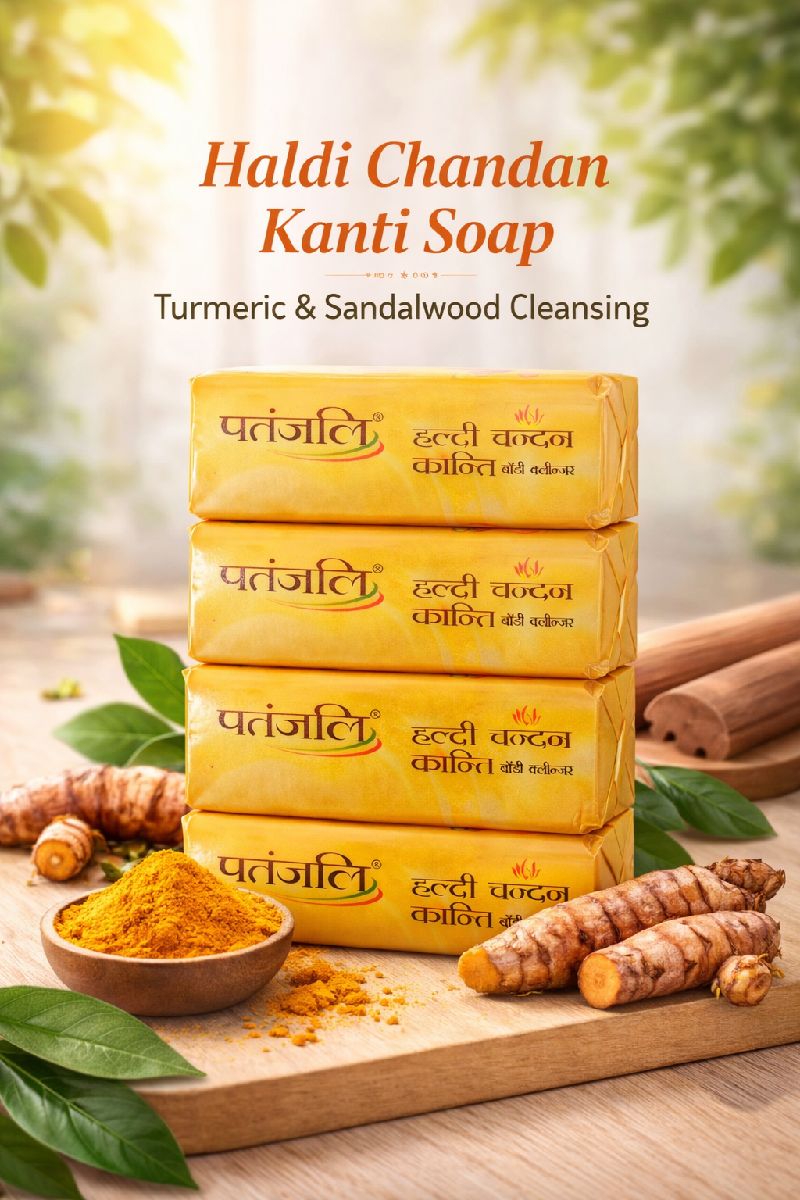 Haldi Chandan
Kanti Soap
Turmeric & Sandalwood Cleansing
पतंजलि®
हल्दी चन्दन
कान्ति बॉडी क्लीन्जर
पतंजलि®
हल्दी चन्दन
कान्ति बॉडी क्लीन्जर
पतंजलि®
हल्दी चन्दन
कान्ति बॉडी क्लीन्जर
पतंजलि®
हल्दी चन्दन
कान्ति